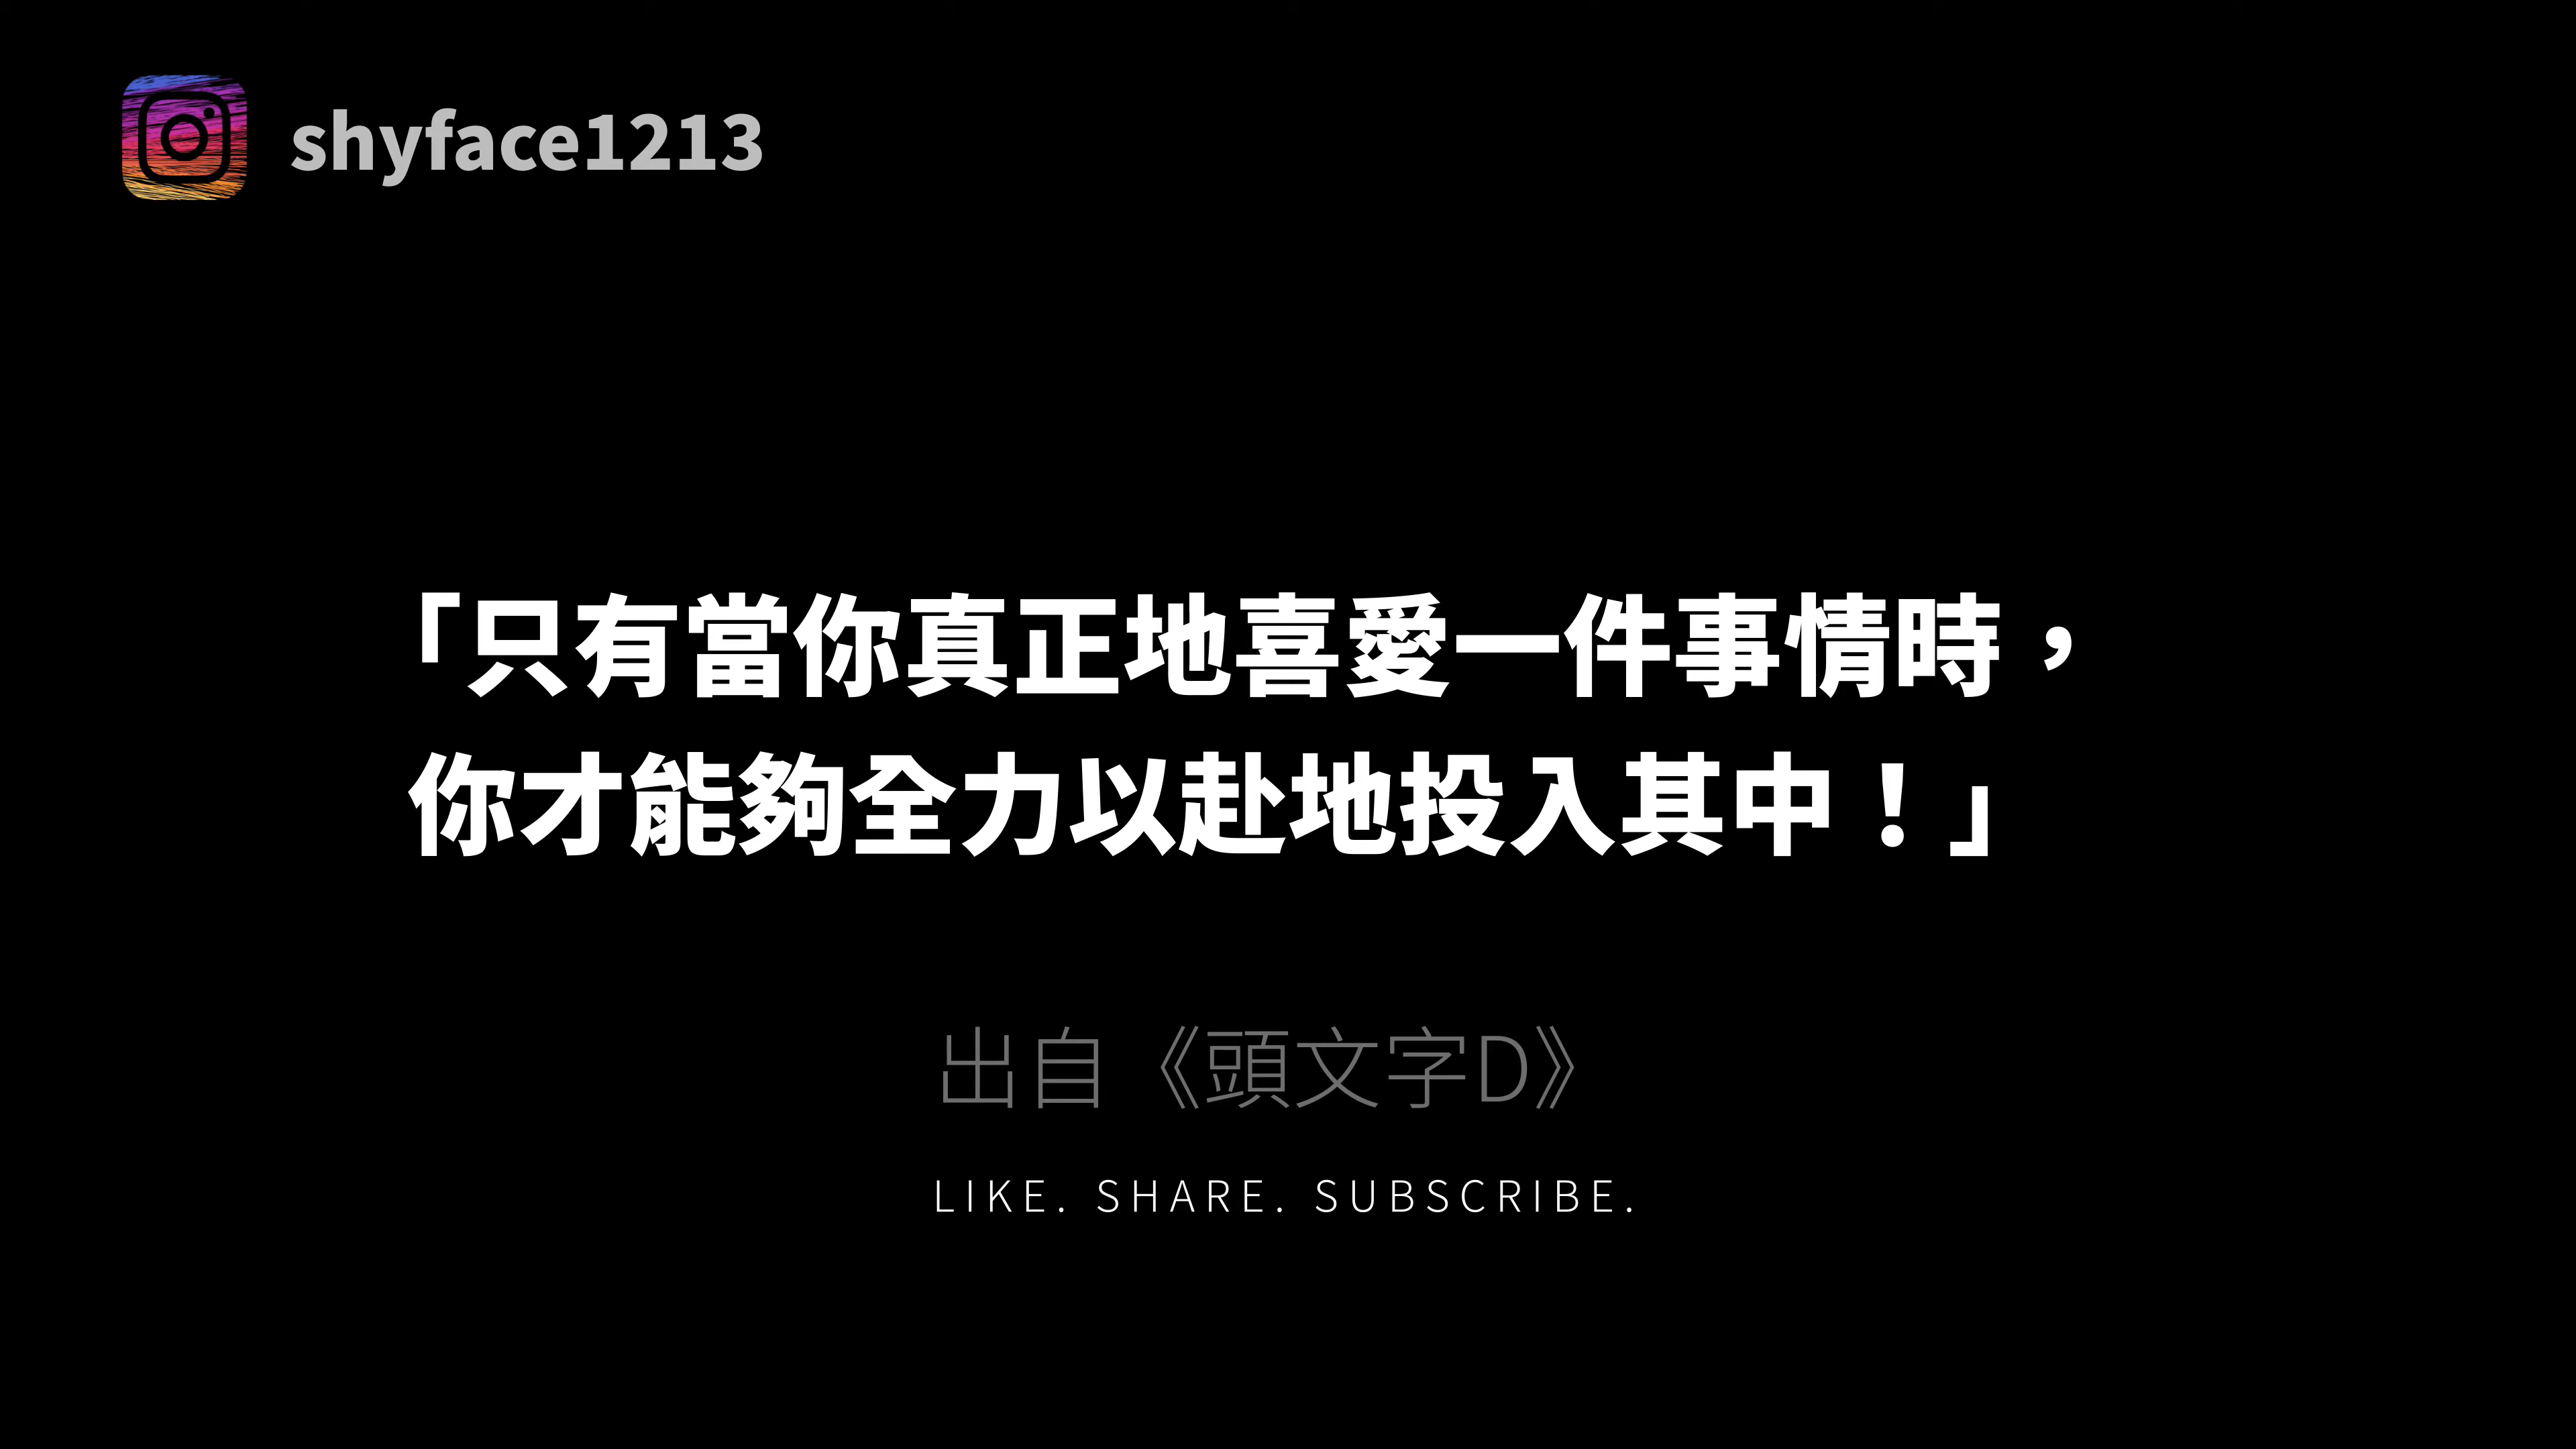 shyface1213
「只有當你真正地喜愛一件事情時，
你才能夠全力以赴地投入其中！」
出自《頭文字D》
LIKE. SHARE. SUBSCRIBE.